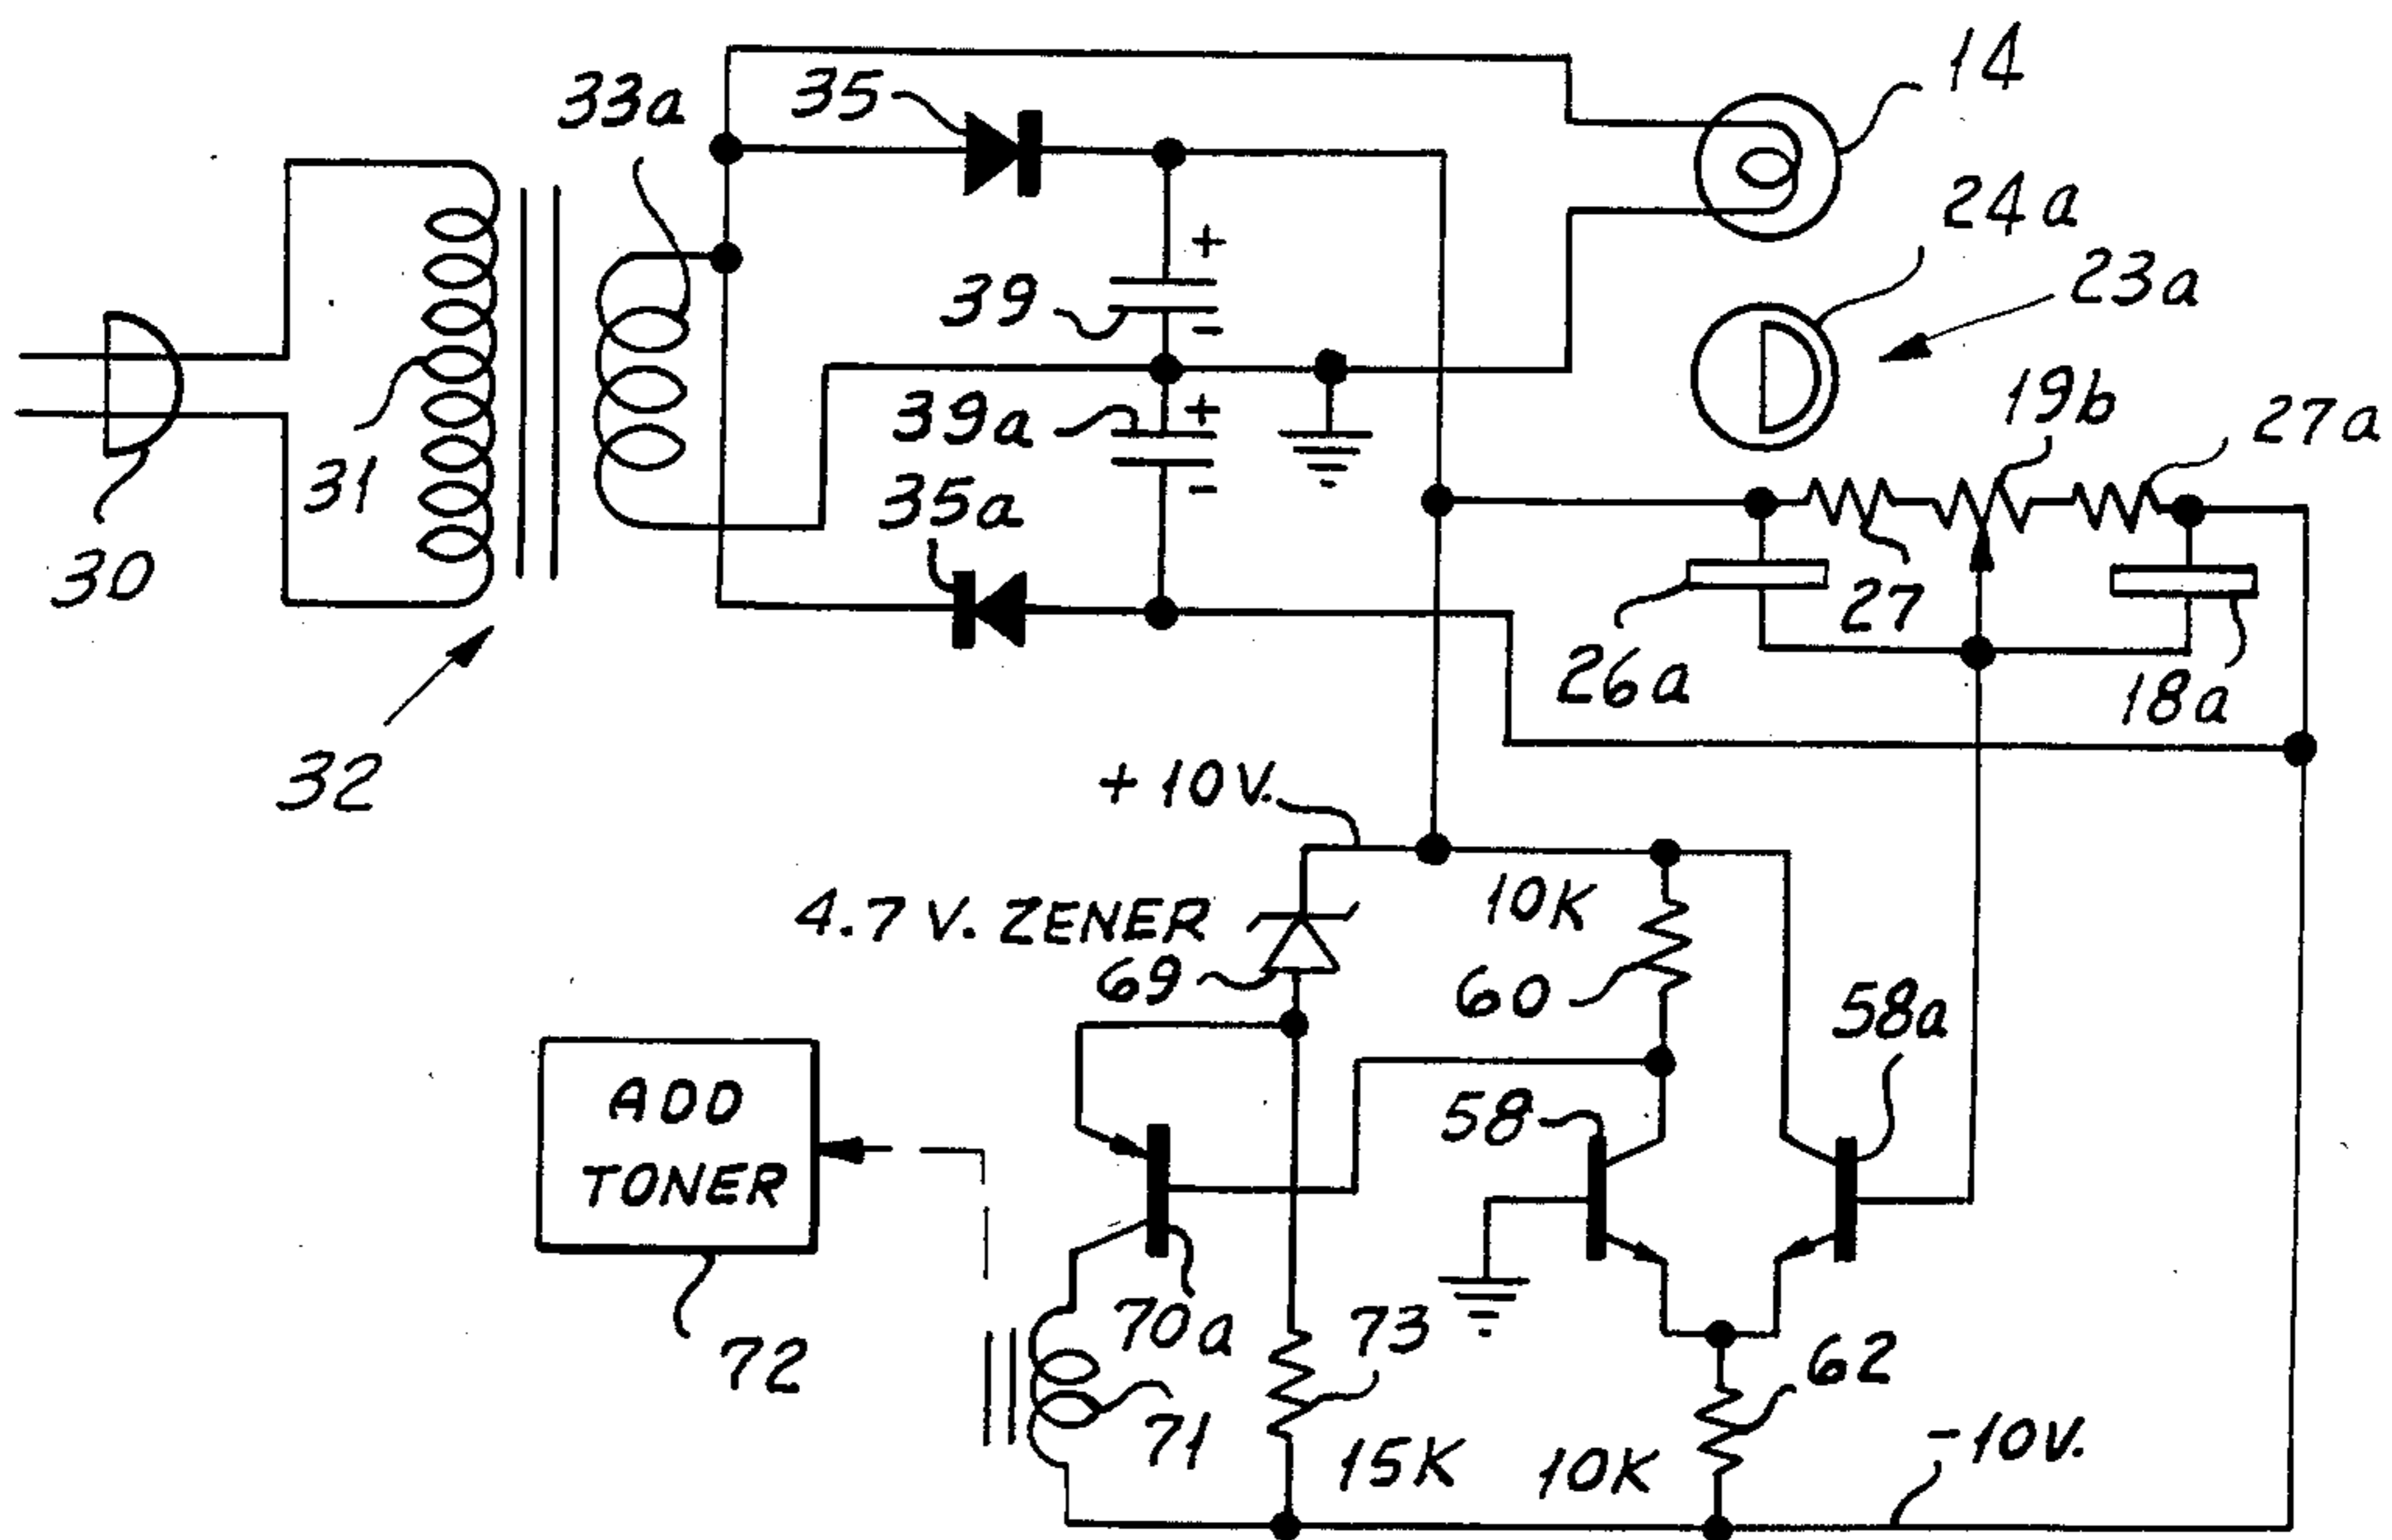 14
33a
35
24a
23a
39
19b
27a
39a
31
35a
30
27
26a
18a
32
+10V.
4.7 V. ZENER
10K
69
60
58a
ADD
TONER
58
70a
73
72
62
71
15K
10K
-10V.
+
-
+
-